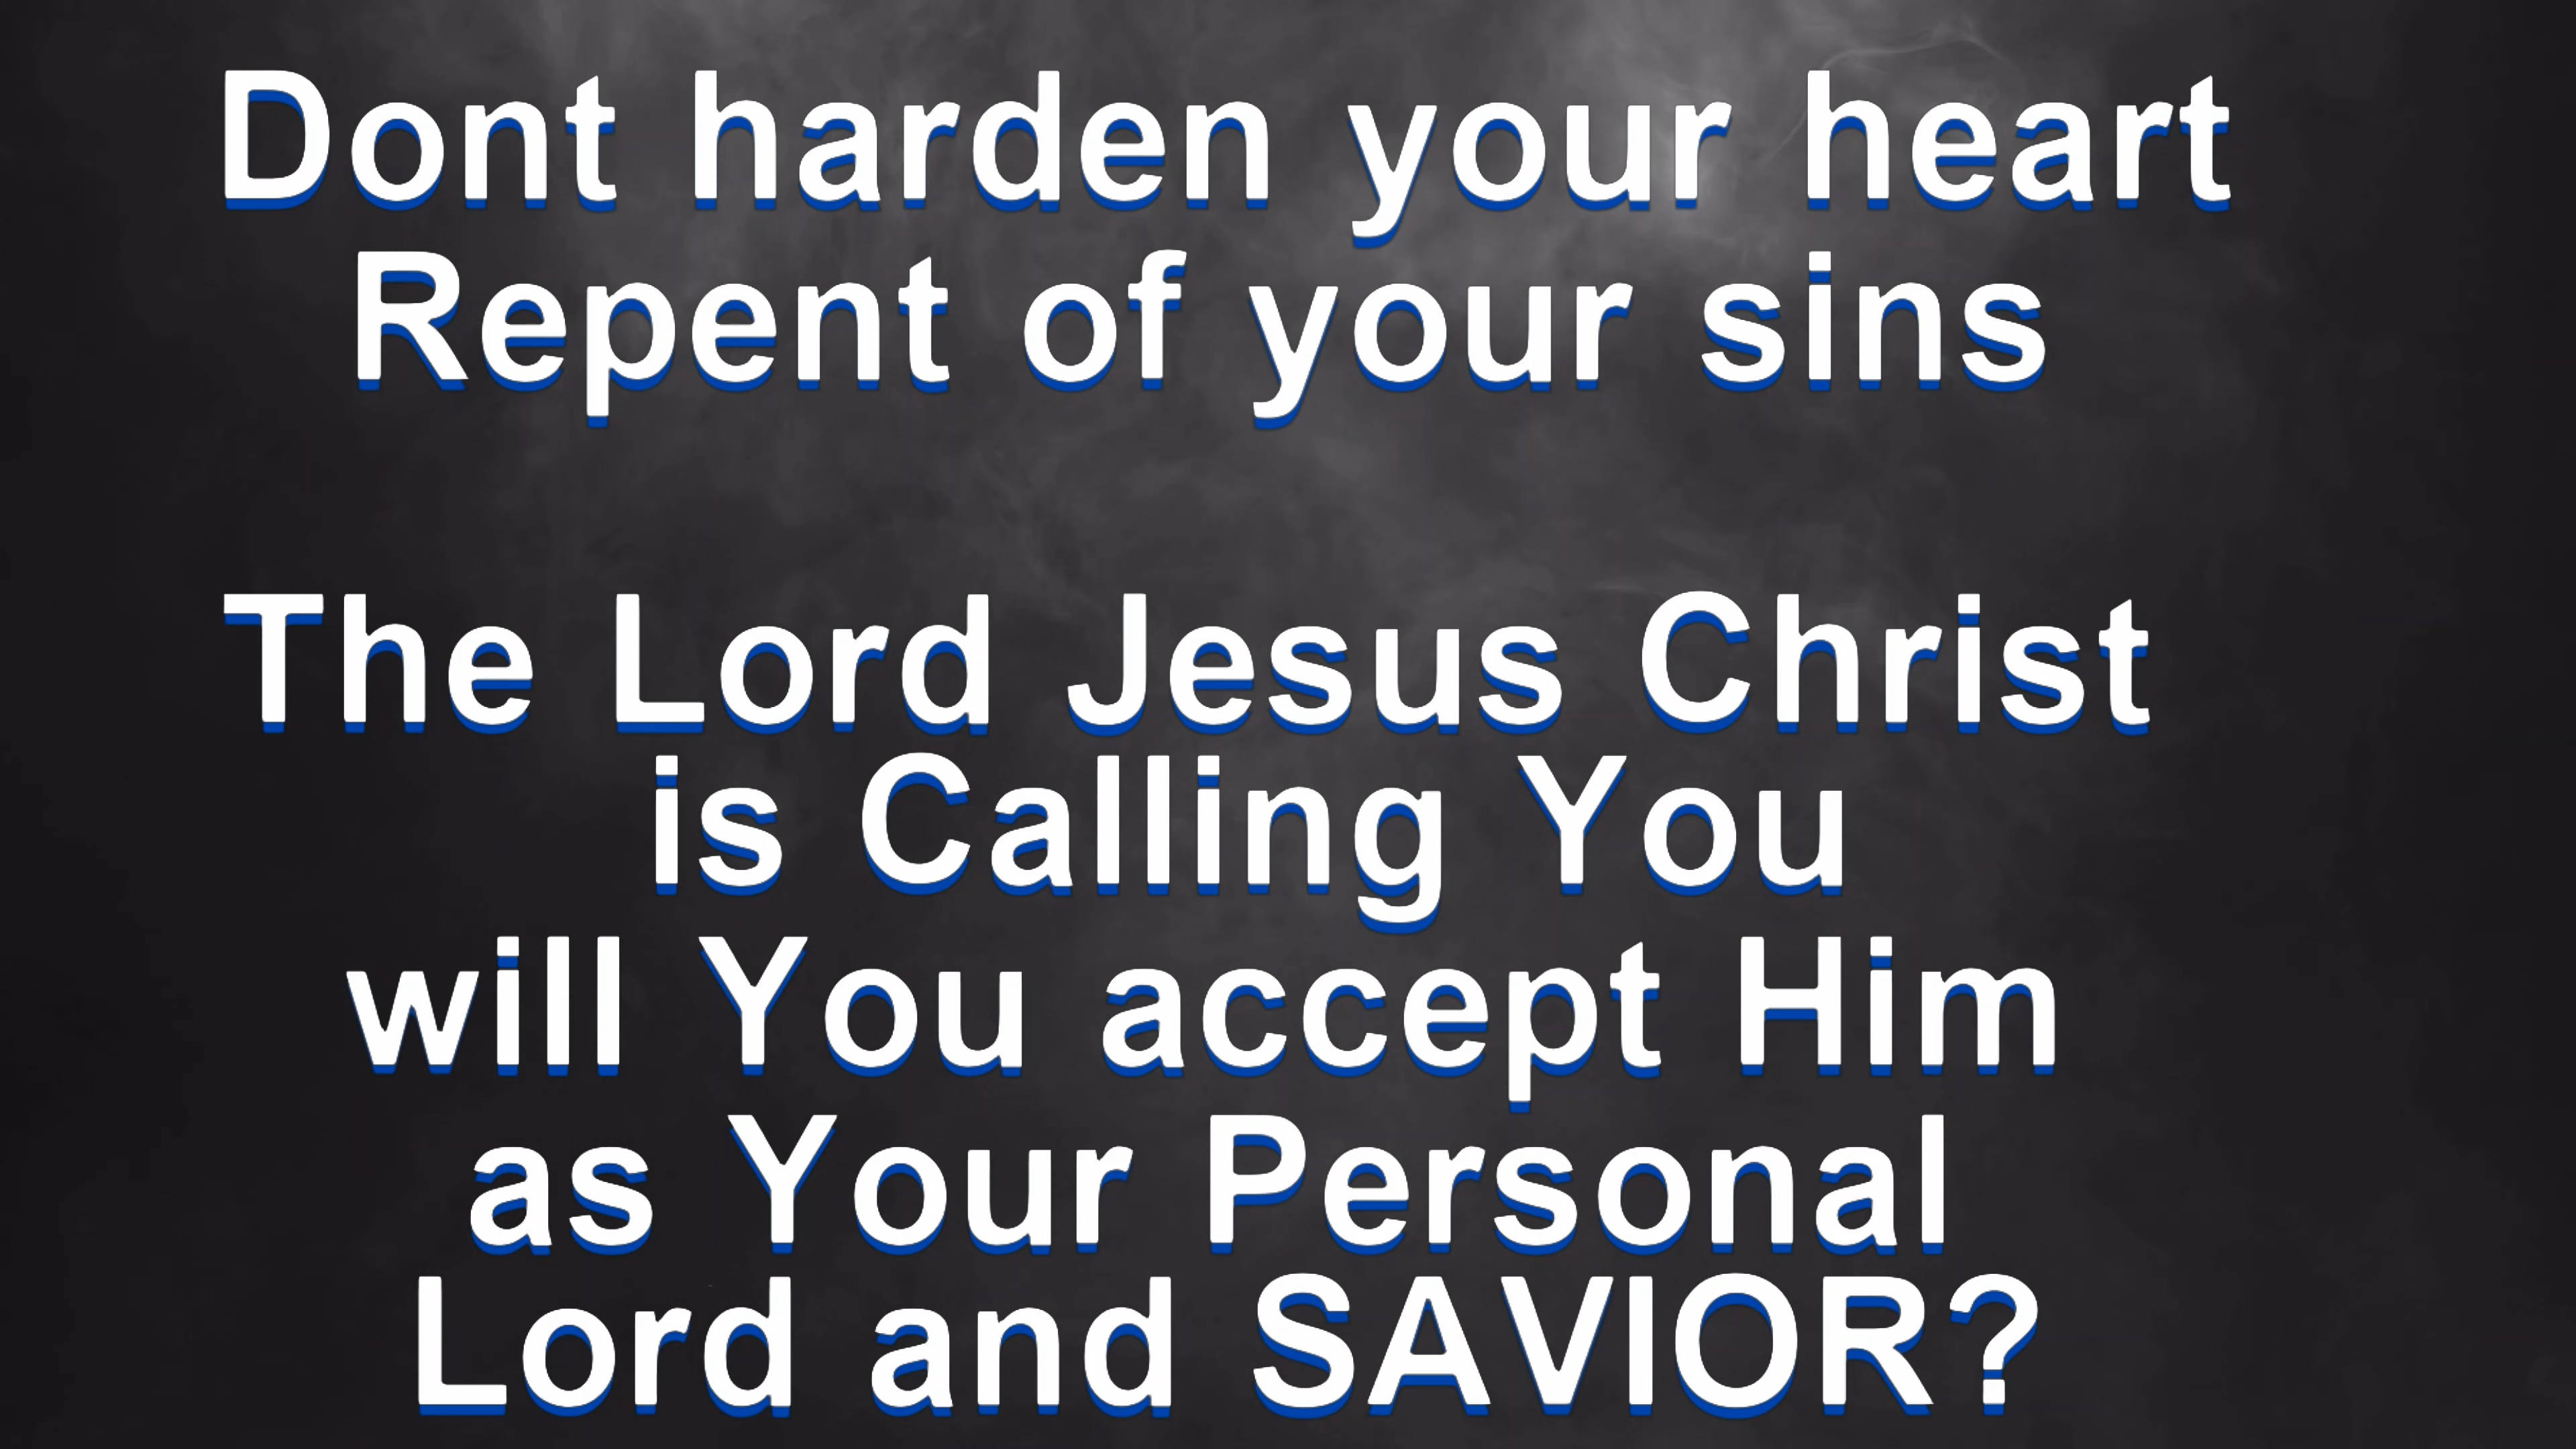 Dont harden your heart
Repent of your sins
The Lord Jesus Christ
is Calling You
will You accept Him
as Your Personal
Lord and SAVIOR?